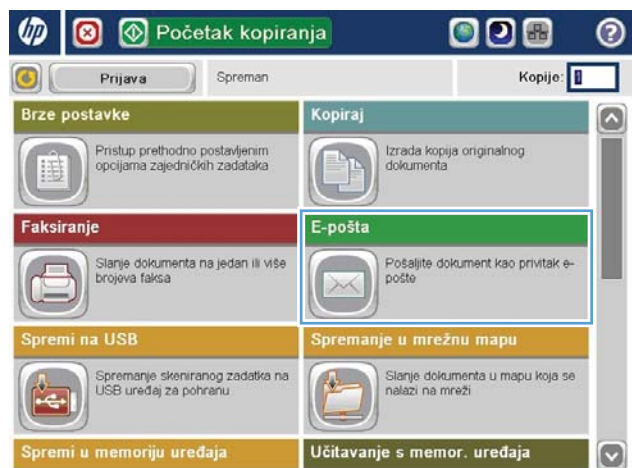 hp
Početak kopiranja
?
Prijava
Spreman
Kopije: 1
Brze postavke
Pristup prethodno postavljenim
opcijama zajedničkih zadataka
Kopiraj
Izrada kopija originalnog
dokumenta
Faksiranje
Slanje dokumenta na jedan ili više
brojeva faksa
E-pošta
Pošaljite dokument kao privitak e-
pošte
Spremi na USB
Spremanje skeniranog zadatka na
USB uređaj za pohranu
Spremanje u mrežnu mapu
Slanje dokumenta u mapu koja se
nalazi na mreži
Spremi u memoriju uređaja
Učitavanje s memor. uređaja